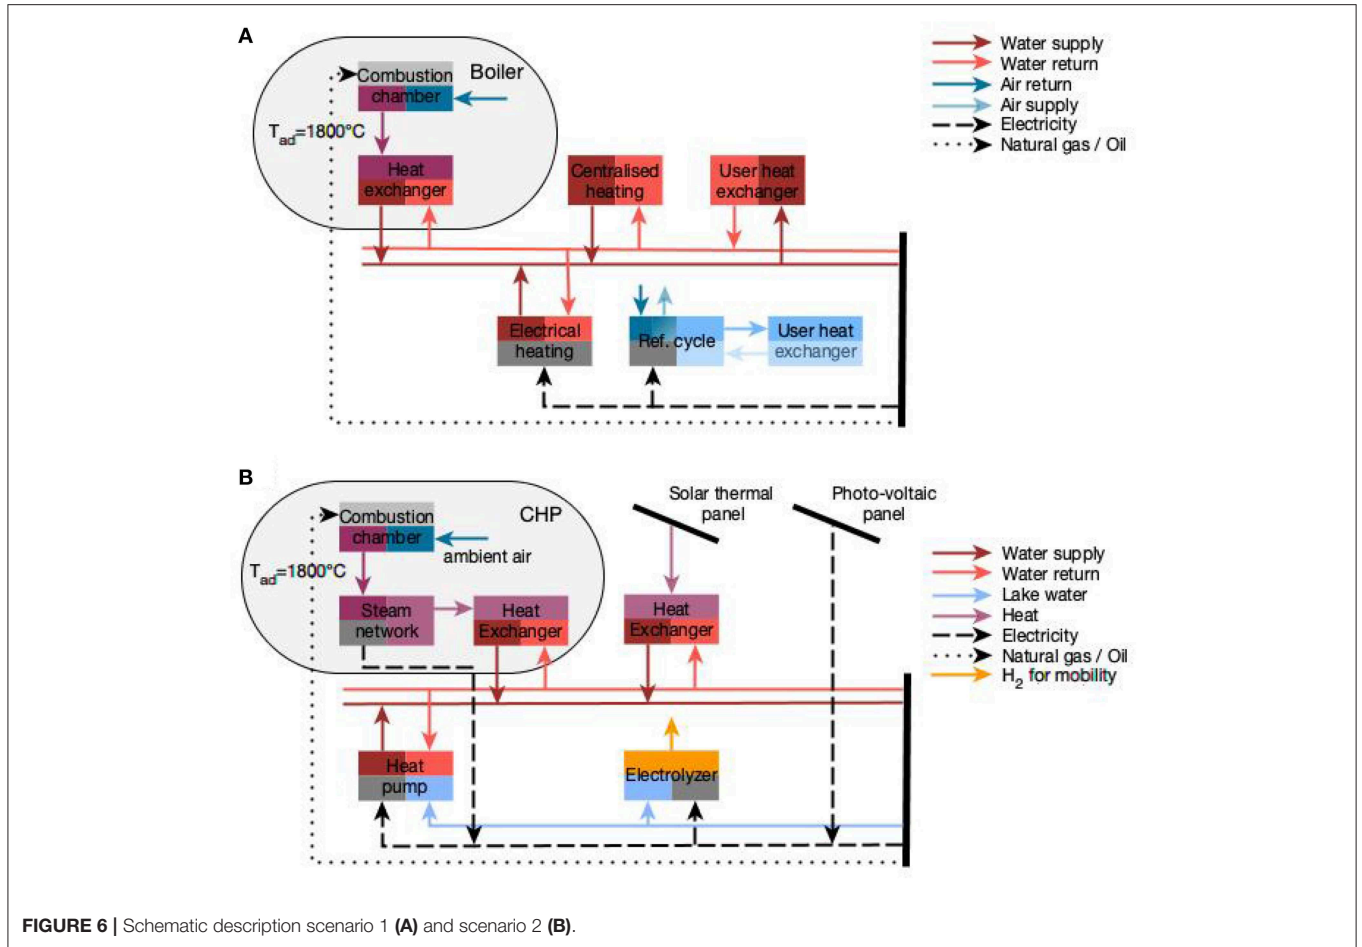 A
Combustion
chamber
Boiler
T_ad=1800°C
Heat
exchanger
Centralised
heating
User heat
exchanger
Electrical
heating
Ref. cycle
User heat
exchanger
Water supply
Water return
Air return
Air supply
Electricity
Natural gas / Oil
B
Combustion
chamber
CHP
ambient air
T_ad=1800°C
Steam
network
Heat
Exchanger
Solar thermal
panel
Photo-voltaic
panel
Heat
Exchanger
Heat
pump
Electrolyzer
Water supply
Water return
Lake water
Heat
Electricity
Natural gas / Oil
H2 for mobility
FIGURE 6 | Schematic description scenario 1 (A) and scenario 2 (B).